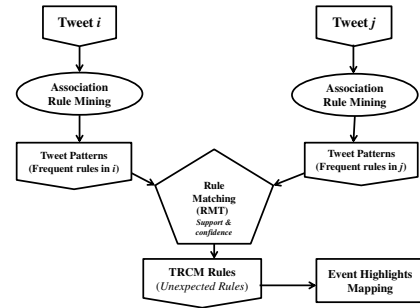 Tweet i
Tweet j
Association
Rule Mining
Association
Rule Mining
Tweet Patterns
(Frequent rules in i)
Tweet Patterns
(Frequent rules in j)
Rule
Matching
(RMT)
Support &
confidence
TRCM Rules
(Unexpected Rules)
Event Highlights
Mapping